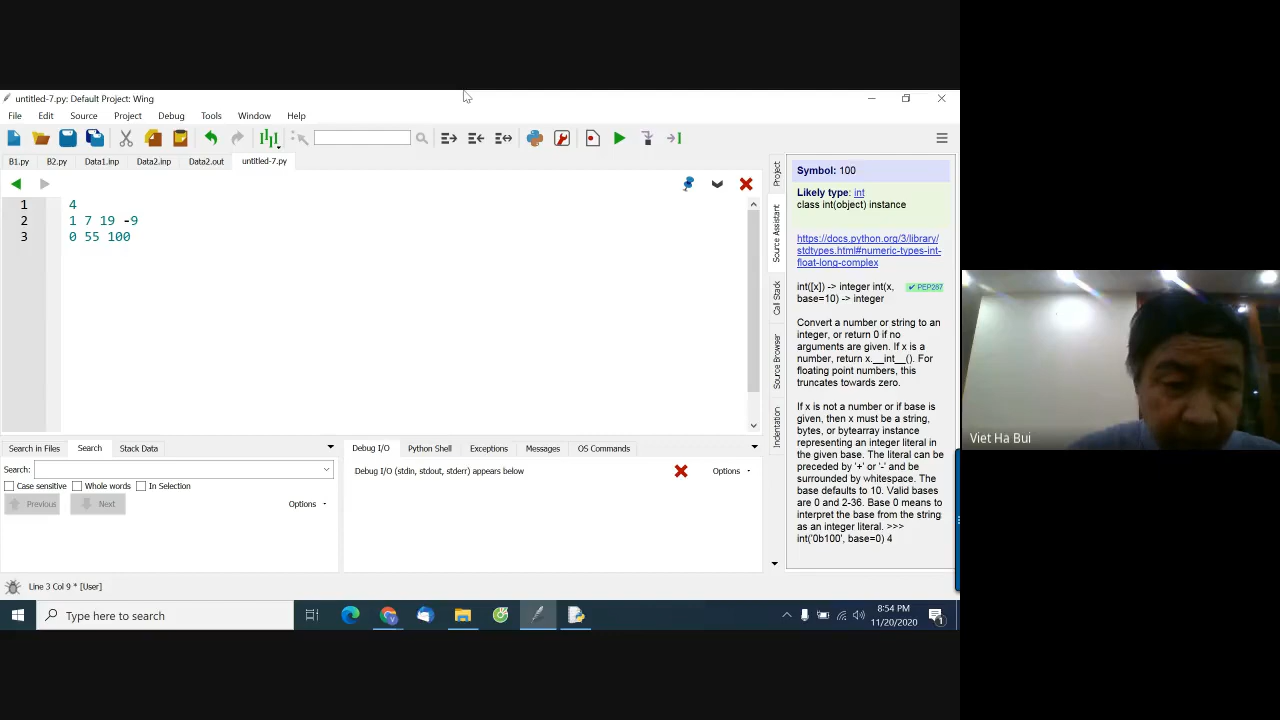 untitled-7.py: Default Project: Wing
File Edit Source Project Debug Tools Window Help
B1.py B2.py Data1.inp Data2.inp Data2.out untitled-7.py
1 4
2 1 7 19 -9
3 0 55 100
Project
Source Assistant
Call Stack
Source Browser
Indentation
Symbol: 100
Likely type: int
class int(object) instance
https://docs.python.org/3/library/
stdtypes.html#numeric-types-int-
float-long-complex
int([x]) -> integer int(x, ✔ PEP287
base=10) -> integer
Convert a number or string to an
integer, or return 0 if no
arguments are given. If x is a
number, return x.__int__(). For
floating point numbers, this
truncates towards zero.
If x is not a number or if base is
given, then x must be a string,
bytes, or bytearray instance
representing an integer literal in
the given base. The literal can be
preceded by '+' or '-' and be
surrounded by whitespace. The
base defaults to 10. Valid bases
are 0 and 2-36. Base 0 means to
interpret the base from the string
as an integer literal. >>>
int('0b100', base=0) 4
Search in Files Search Stack Data
Search:
Case sensitive Whole words In Selection
Previous Next Options
Debug I/O Python Shell Exceptions Messages OS Commands
Debug I/O (stdin, stdout, stderr) appears below Options
Line 3 Col 9 * [User]
Type here to search
8:54 PM
11/20/2020
1
Viet Ha Bui